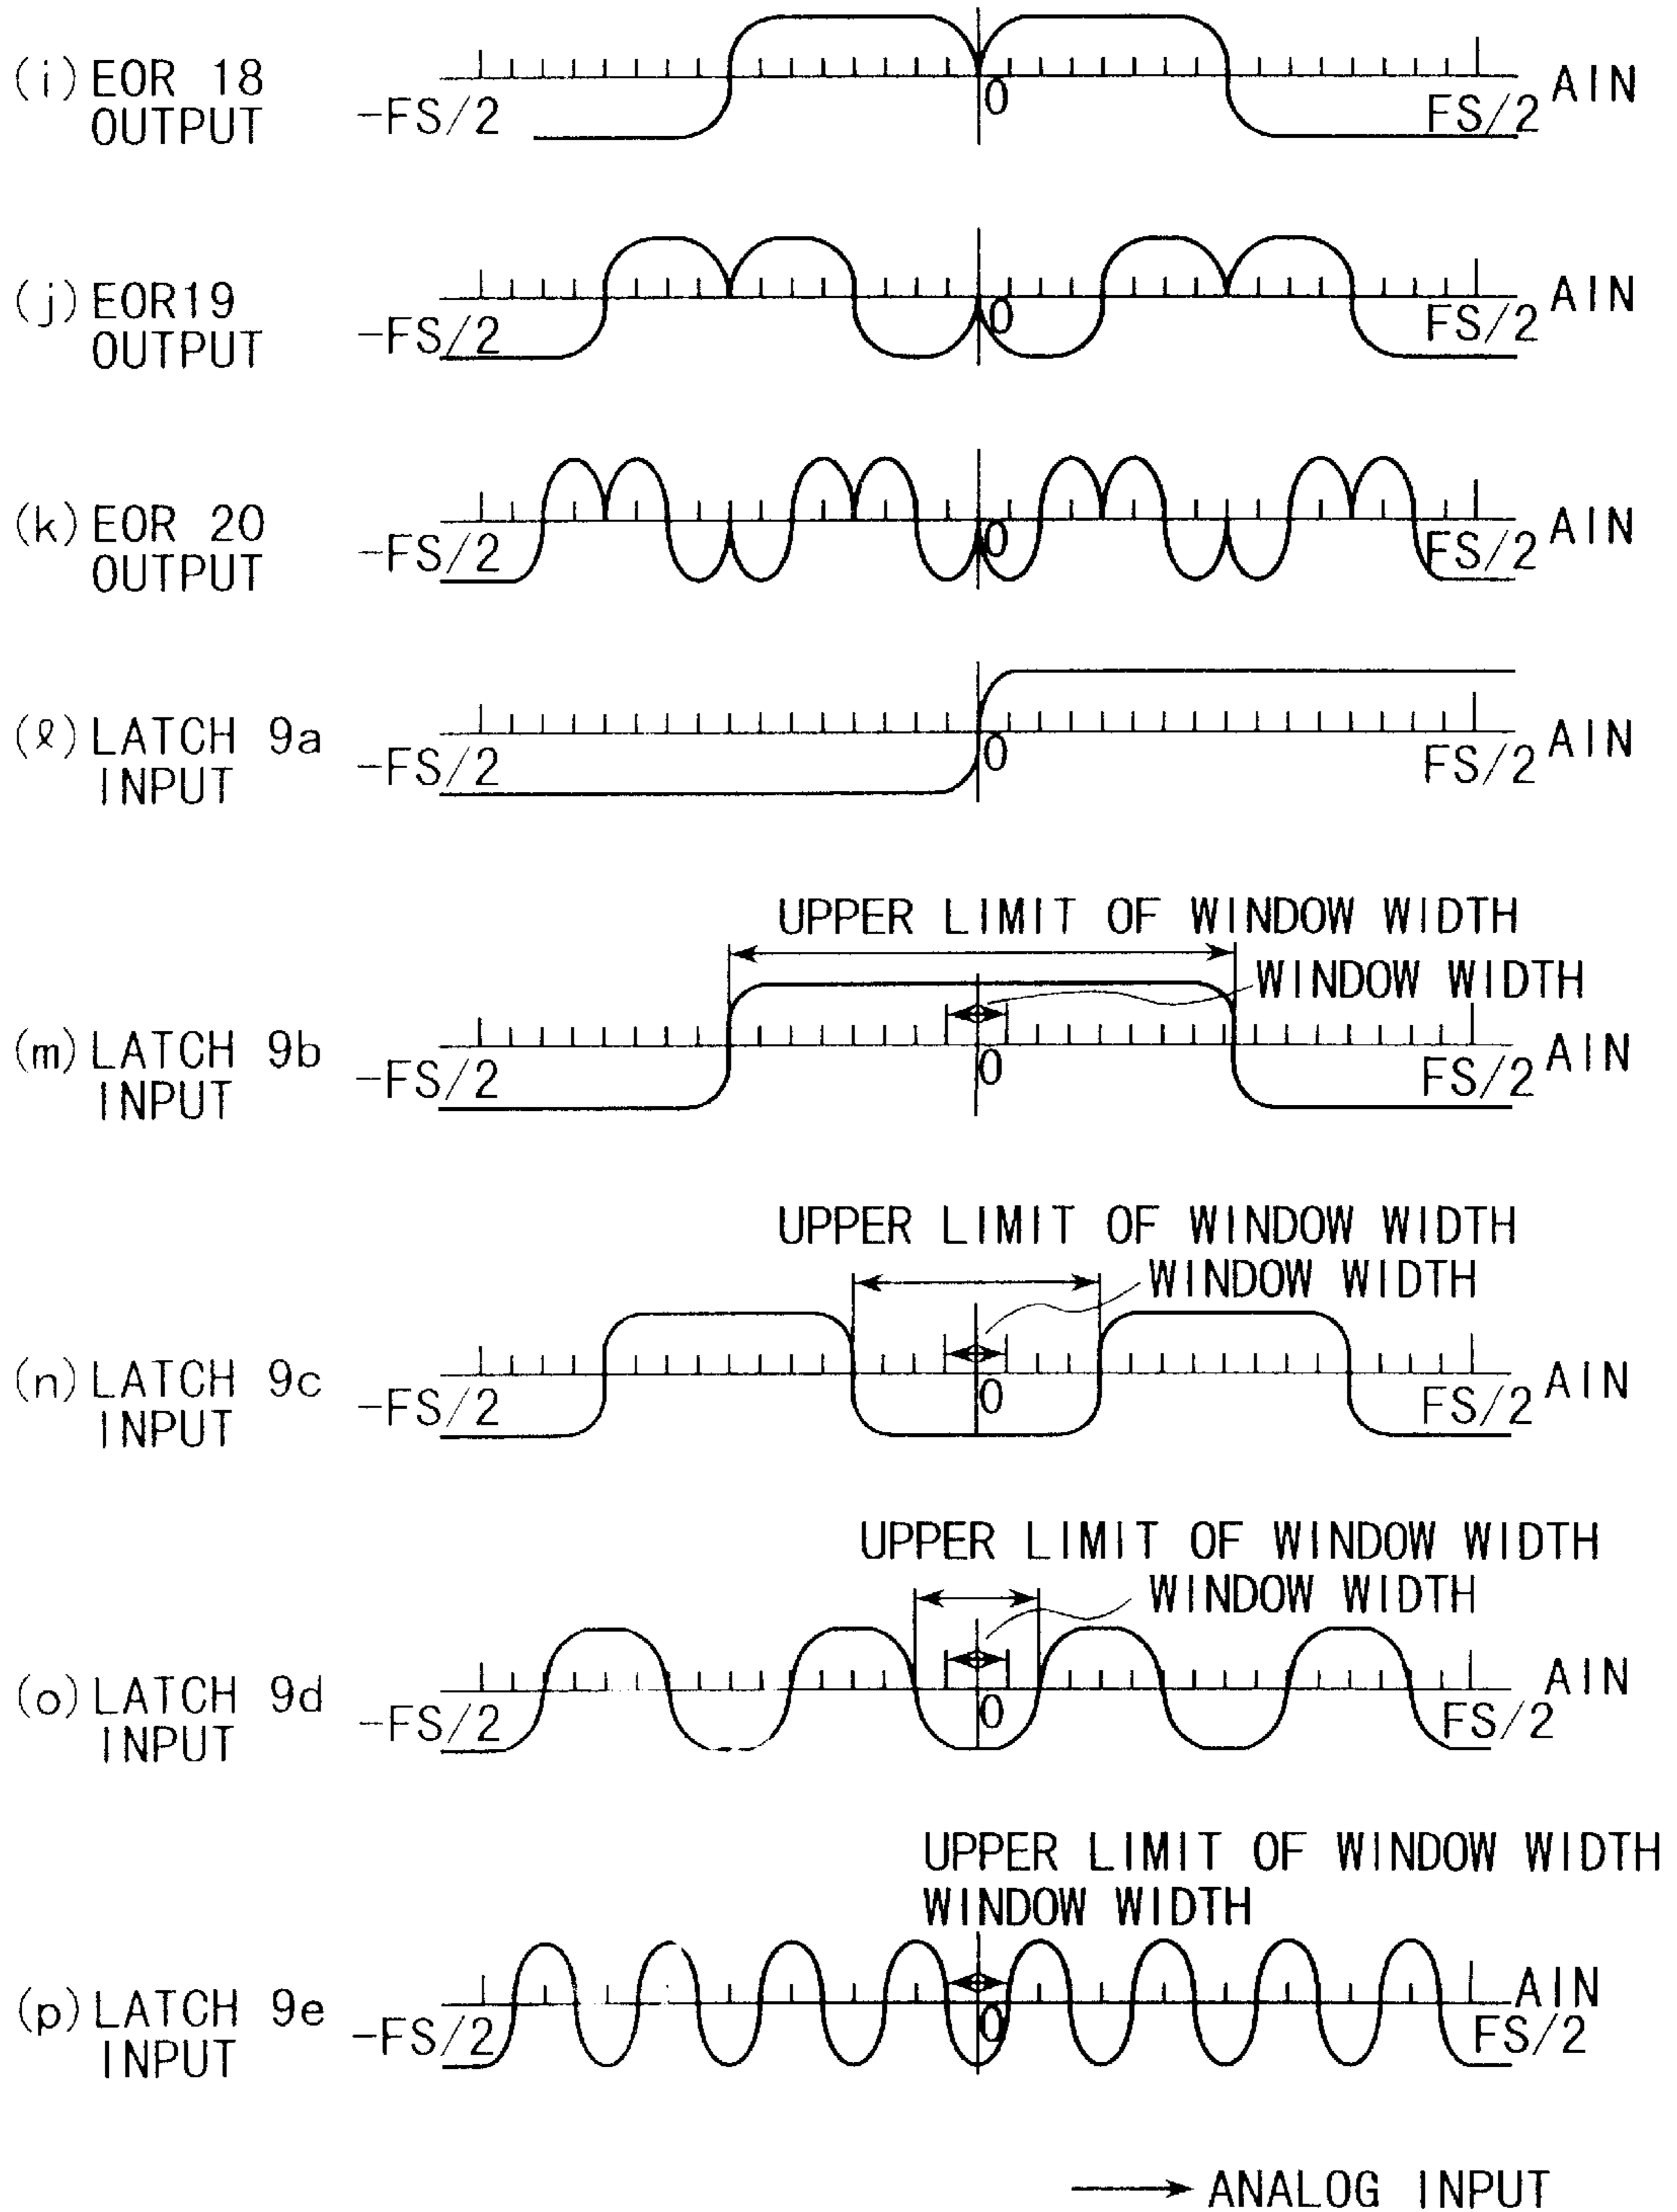 (i) EOR 18
OUTPUT
-FS/2
0
FS/2
AIN
(j) EOR19
OUTPUT
-FS/2
0
FS/2
AIN
(k) EOR 20
OUTPUT
-FS/2
0
FS/2
AIN
(ℓ) LATCH 9a
INPUT
-FS/2
0
FS/2
AIN
UPPER LIMIT OF WINDOW WIDTH
WINDOW WIDTH
(m) LATCH 9b
INPUT
-FS/2
0
FS/2
AIN
UPPER LIMIT OF WINDOW WIDTH
WINDOW WIDTH
(n) LATCH 9c
INPUT
-FS/2
0
FS/2
AIN
UPPER LIMIT OF WINDOW WIDTH
WINDOW WIDTH
(o) LATCH 9d
INPUT
-FS/2
0
FS/2
AIN
UPPER LIMIT OF WINDOW WIDTH
WINDOW WIDTH
(p) LATCH 9e
INPUT
-FS/2
0
AIN
FS/2
ANALOG INPUT